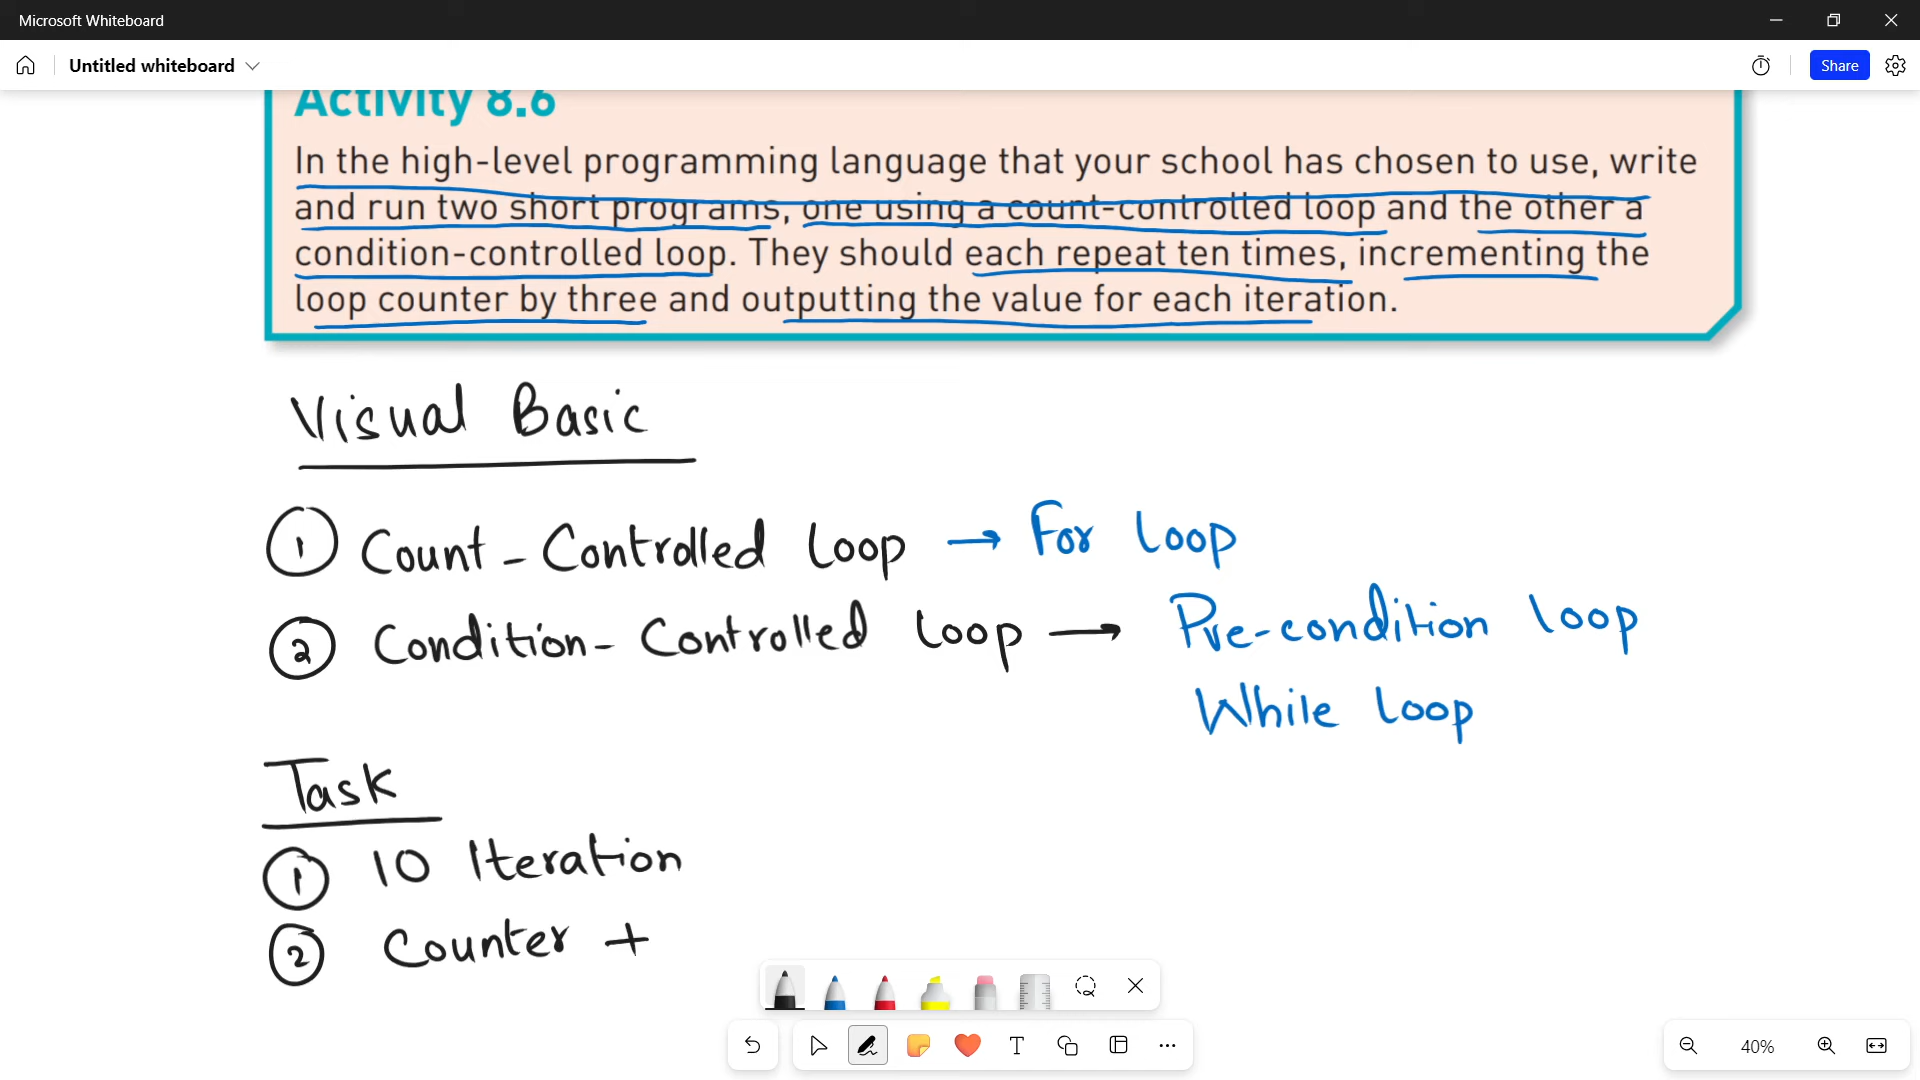 Microsoft Whiteboard
Untitled whiteboard
Share
Activity 8.6
In the high-level programming language that your school has chosen to use, write
and run two short programs, one using a count-controlled loop and the other a
condition-controlled loop. They should each repeat ten times, incrementing the
loop counter by three and outputting the value for each iteration.
Visual Basic
1 Count-Controlled Loop → For Loop
2 Condition-Controlled Loop → Pre-condition loop
While loop
Task
1 10 Iteration
2 Counter +
40%